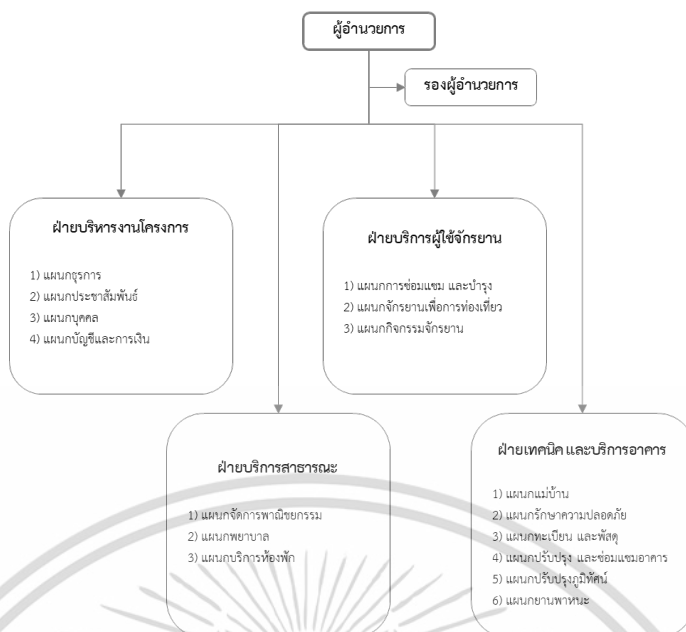 ผู้อำนวยการ
รองผู้อำนวยการ
ฝ่ายบริหารงานโครงการ
1) แผนกธุรการ
2) แผนกประชาสัมพันธ์
3) แผนกบุคคล
4) แผนกบัญชีและการเงิน
ฝ่ายบริการผู้ใช้จักรยาน
1) แผนกการซ่อมแซม และบำรุง
2) แผนกจักรยานเพื่อการท่องเที่ยว
3) แผนกกิจกรรมจักรยาน
ฝ่ายบริการสาธารณะ
1) แผนกจัดการพาณิชยกรรม
2) แผนกพยาบาล
3) แผนกบริการห้องพัก
ฝ่ายเทคนิค และบริการอาคาร
1) แผนกแม่บ้าน
2) แผนกรักษาความปลอดภัย
3) แผนกทะเบียน และพัสดุ
4) แผนกปรับปรุง และซ่อมแซมอาคาร
5) แผนกปรับปรุงภูมิทัศน์
6) แผนกยานพาหนะ